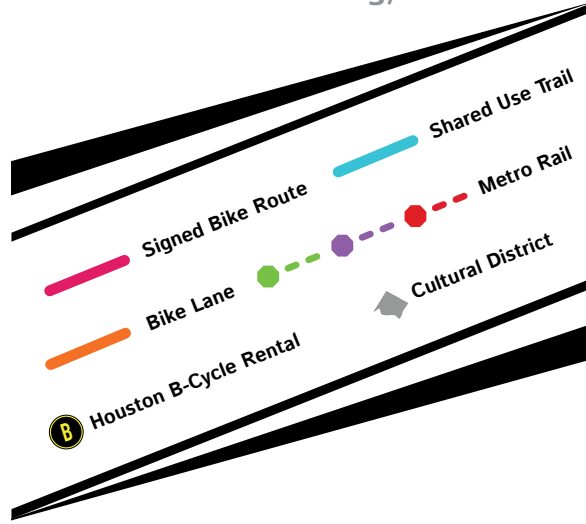 Signed Bike Route
Shared Use Trail
Bike Lane
Metro Rail
B
Houston B-Cycle Rental
Cultural District